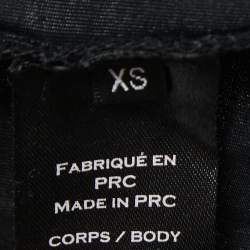 XS
FABRIQUÉ EN
PRC
MADE IN PRC
CORPS / BODY